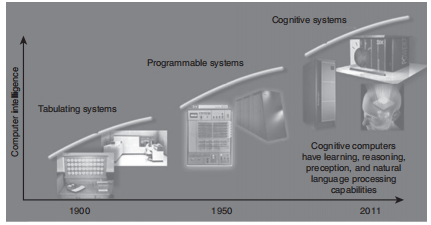 Cognitive systems
Programmable systems
Tabulating systems
Computer intelligence
Cognitive computers
have learning, reasoning,
preception, and natural
language processing
capabilities
1900
1950
2011